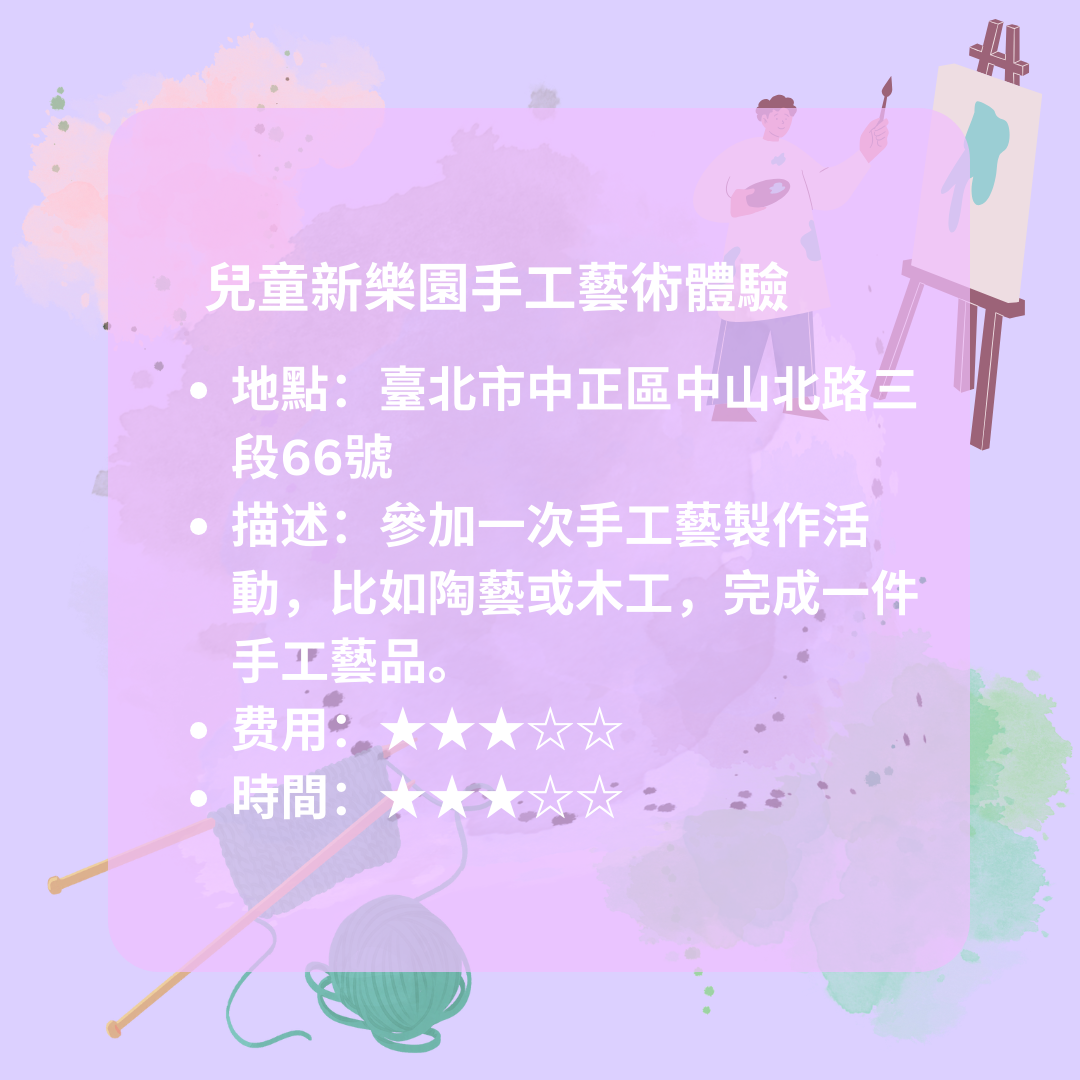 兒童新樂園手工藝術體驗
• 地點：臺北市中正區中山北路三
段66號
• 描述：參加一次手工藝製作活
動，比如陶藝或木工，完成一件
手工藝品。
• 费用：★★★☆☆
• 時間：★★★☆☆